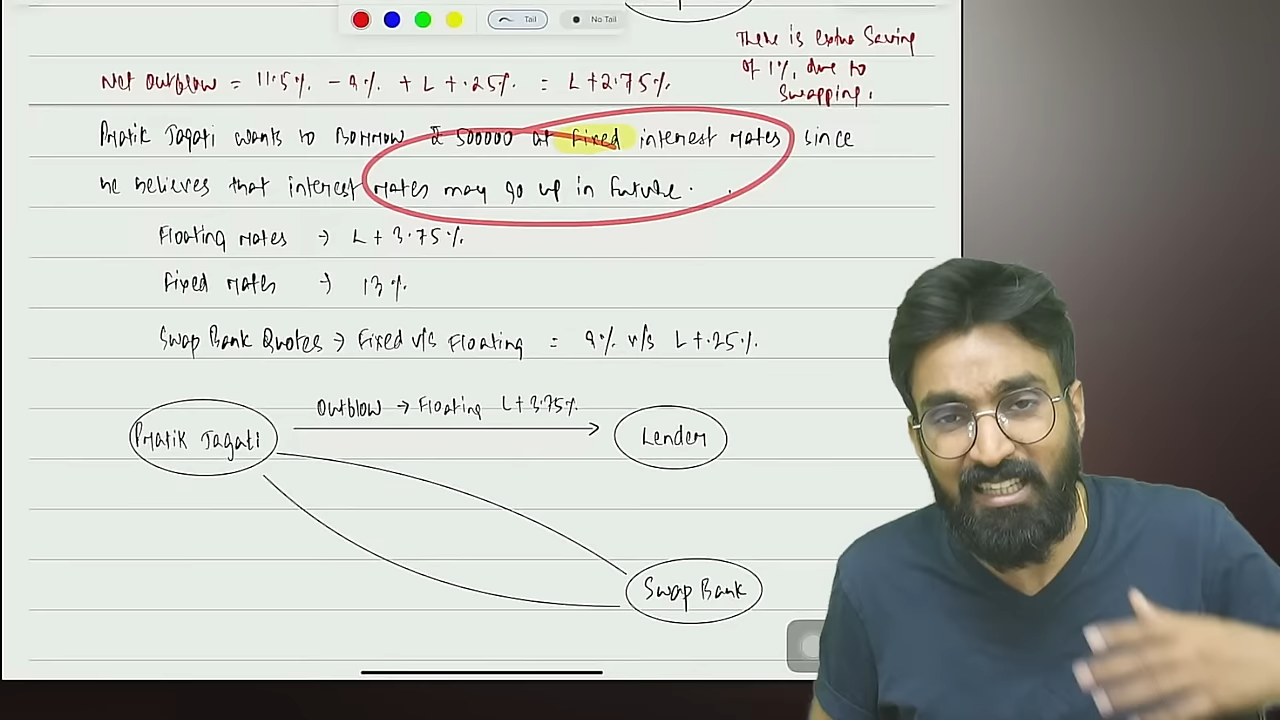 Tail
No Tail
There is extra Saving
of 1%, due to
Swapping.
Net Outflow = 11.5% - 9% + L + .25% = L+2.75%
Pratik Jagati wants to Borrow ₹ 500000 at fixed interest rates since
he believes that interest rates may go up in future.
Floating rates → L + 3.75%
Fixed rates → 13%
Swap Bank Quotes → Fixed v/s Floating = 9% v/s L+.25%
Outflow → Floating L+3.75%
Pratik Jagati
Lender
Swap Bank